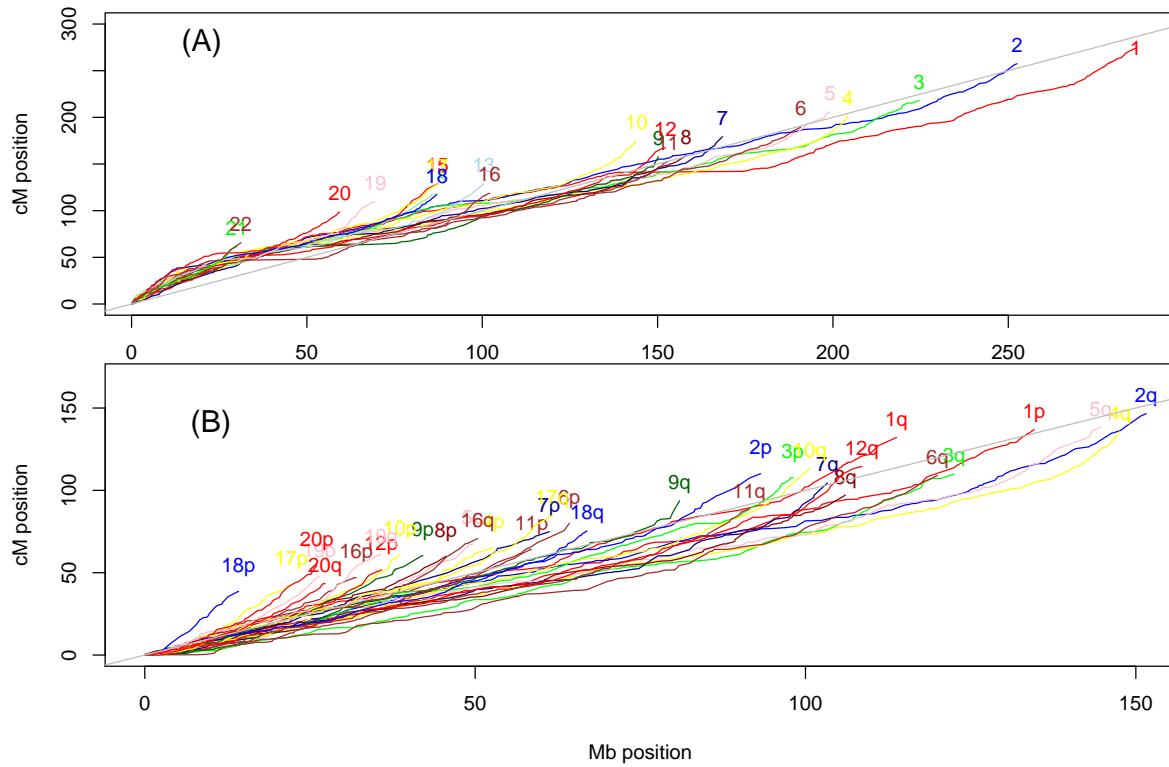 (A)
cM position
300
200
100
50
0
1
2
3
4
5
6
7
8
9
11
12
10
13
16
15
18
19
20
21
22
0
50
100
150
200
250
(B)
cM position
150
100
50
0
2q
5q
4q
1p
1q
12q
6q
3q
2p
3p
10q
7q
8q
11q
9q
17q
6p
7p
18q
11p
16q
8p
9p
10p
12p
16p
20p
20q
17p
18p
0
50
100
150
Mb position